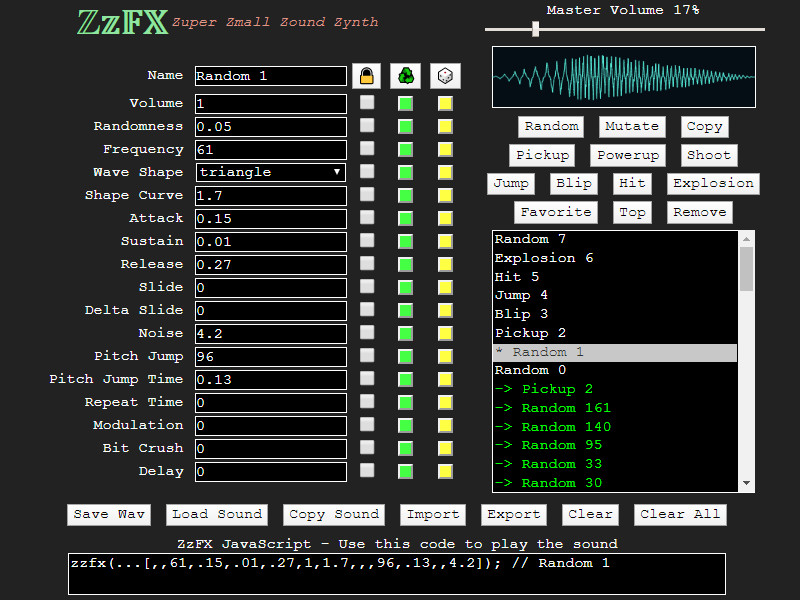 ZzFX Zuper Zmall Sound Zynth
Master Volume 17%
Name Random 1
Volume 1
Randomness 0.05
Frequency 61
Wave Shape triangle
Shape Curve 1.7
Attack 0.15
Sustain 0.01
Release 0.27
Slide 0
Delta Slide 0
Noise 4.2
Pitch Jump 96
Pitch Jump Time 0.13
Repeat Time 0
Modulation 0
Bit Crush 0
Delay 0
Random Mutate Copy
Pickup Powerup Shoot
Jump Blip Hit Explosion
Favorite Top Remove
Random 7
Explosion 6
Hit 5
Jump 4
Blip 3
Pickup 2
* Random 1
Random 0
-> Pickup 2
-> Random 161
-> Random 140
-> Random 95
-> Random 33
-> Random 30
Save Wav Load Sound Copy Sound Import Export Clear Clear All
ZzFX JavaScript - Use this code to play the sound
zzfx(...[,,61,.15,.01,.27,1,1.7,,,96,.13,,4.2]); // Random 1